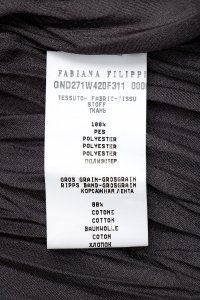 FABIANA FILIPPI
GND271W420F311 000
TESSUTO- FABRIC-TISSU
STOFF
ТКАНЬ
100%
PES
POLYESTER
POLYESTER
POLYESTER
ПОЛИЭСТЕР
GROS GRAIN-GROSGRAIN
RIPPS BAND-GROSGRAIN
КОРСАЖНАЯ ЛЕНТА
88%
COTONE
COTTON
BAUMWOLLE
COTON
ХЛОПОК